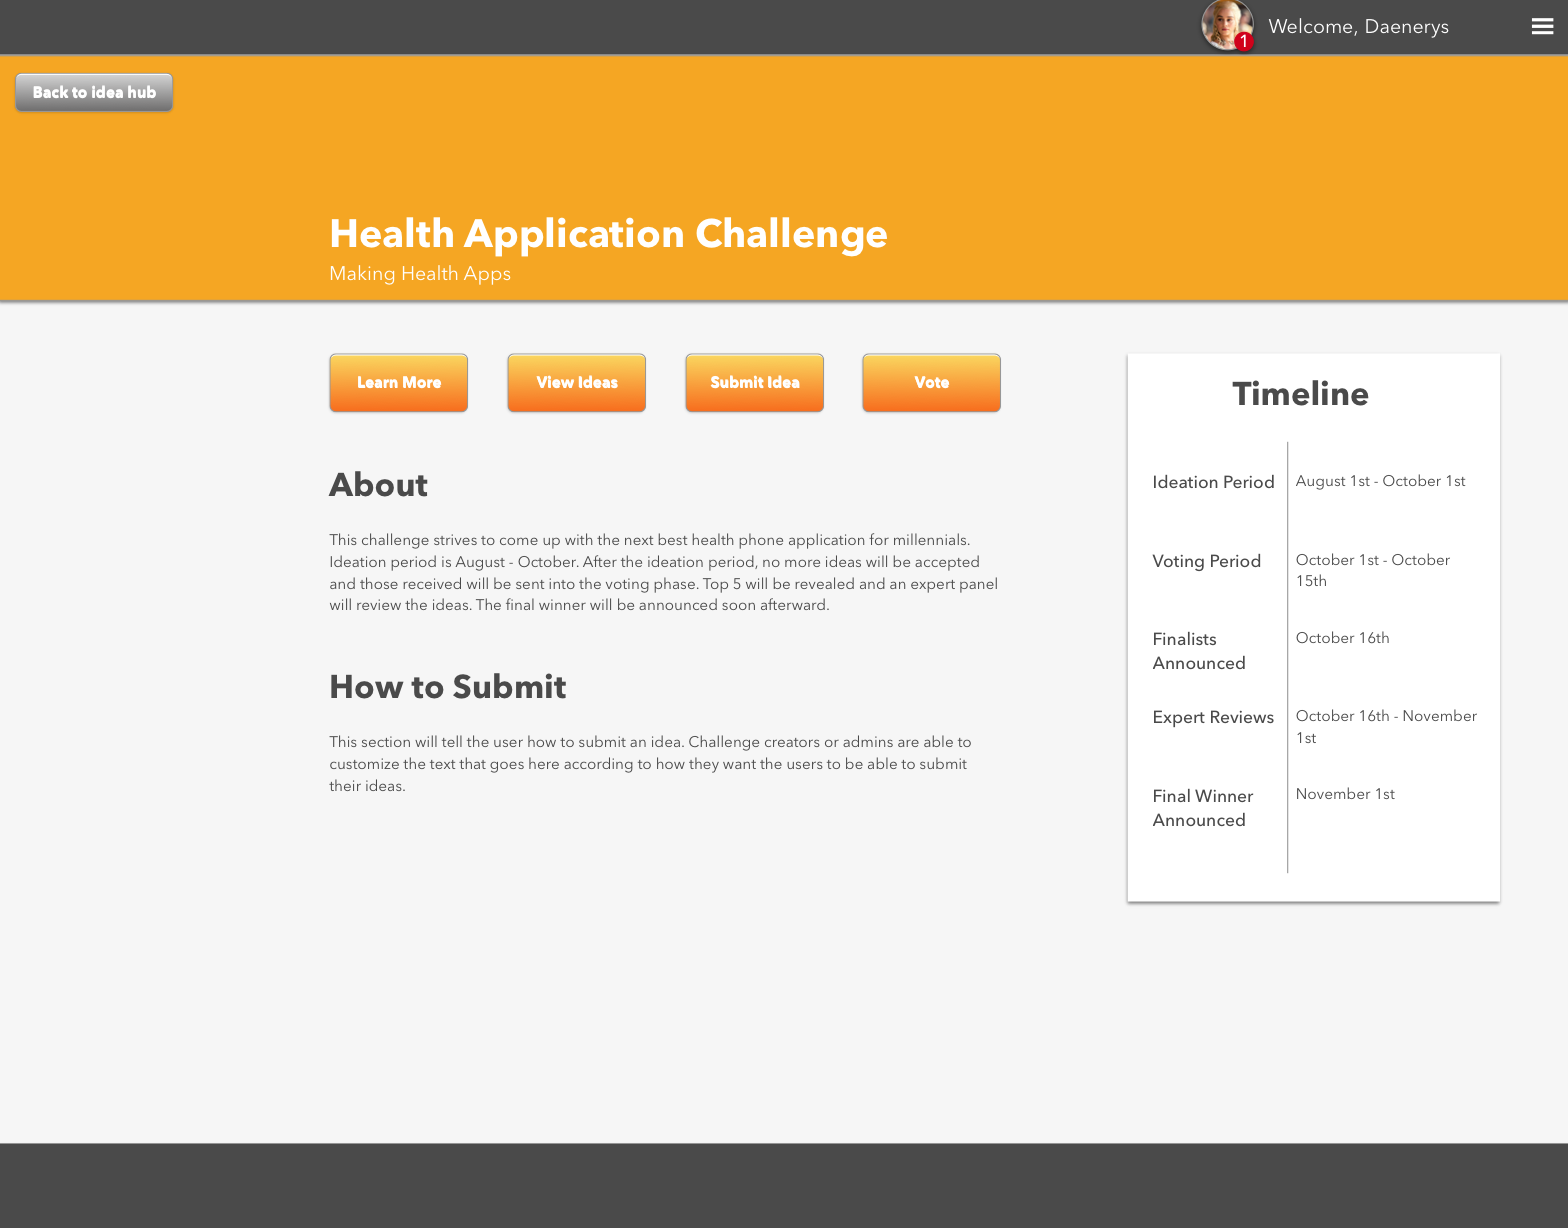 1
Welcome, Daenerys
Back to idea hub
Health Application Challenge
Making Health Apps
Learn More
View Ideas
Submit Idea
Vote
About
This challenge strives to come up with the next best health phone application for millennials.
Ideation period is August - October. After the ideation period, no more ideas will be accepted
and those received will be sent into the voting phase. Top 5 will be revealed and an expert panel
will review the ideas. The final winner will be announced soon afterward.
How to Submit
This section will tell the user how to submit an idea. Challenge creators or admins are able to
customize the text that goes here according to how they want the users to be able to submit
their ideas.
Timeline
Ideation Period
August 1st - October 1st
Voting Period
October 1st - October
15th
Finalists
Announced
October 16th
Expert Reviews
October 16th - November
1st
Final Winner
Announced
November 1st